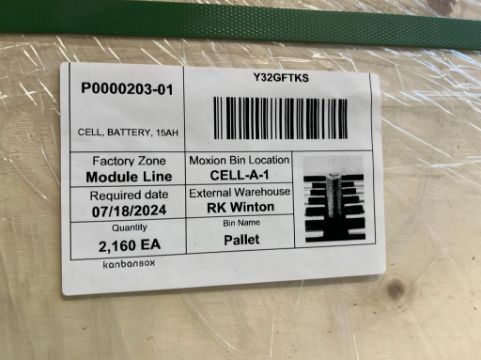 P0000203-01
Y32GFTKS
CELL, BATTERY, 15AH
Factory Zone
Module Line
Moxion Bin Location
CELL-A-1
Required date
07/18/2024
External Warehouse
RK Winton
Quantity
2,160 EA
Bin Name
Pallet
kanbanbox